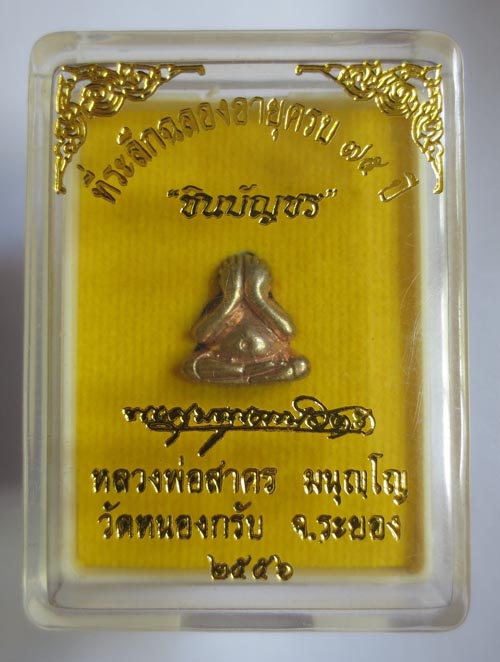 ที่ระลึกฉลองอายุครบ ๗๕ ปี
"ชินบัญชร"
หลวงพ่อสาคร มนุญฺโญ
วัดหนองกรับ จ.ระยอง
๒๕๕๖